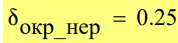 δокр_нер = 0.25